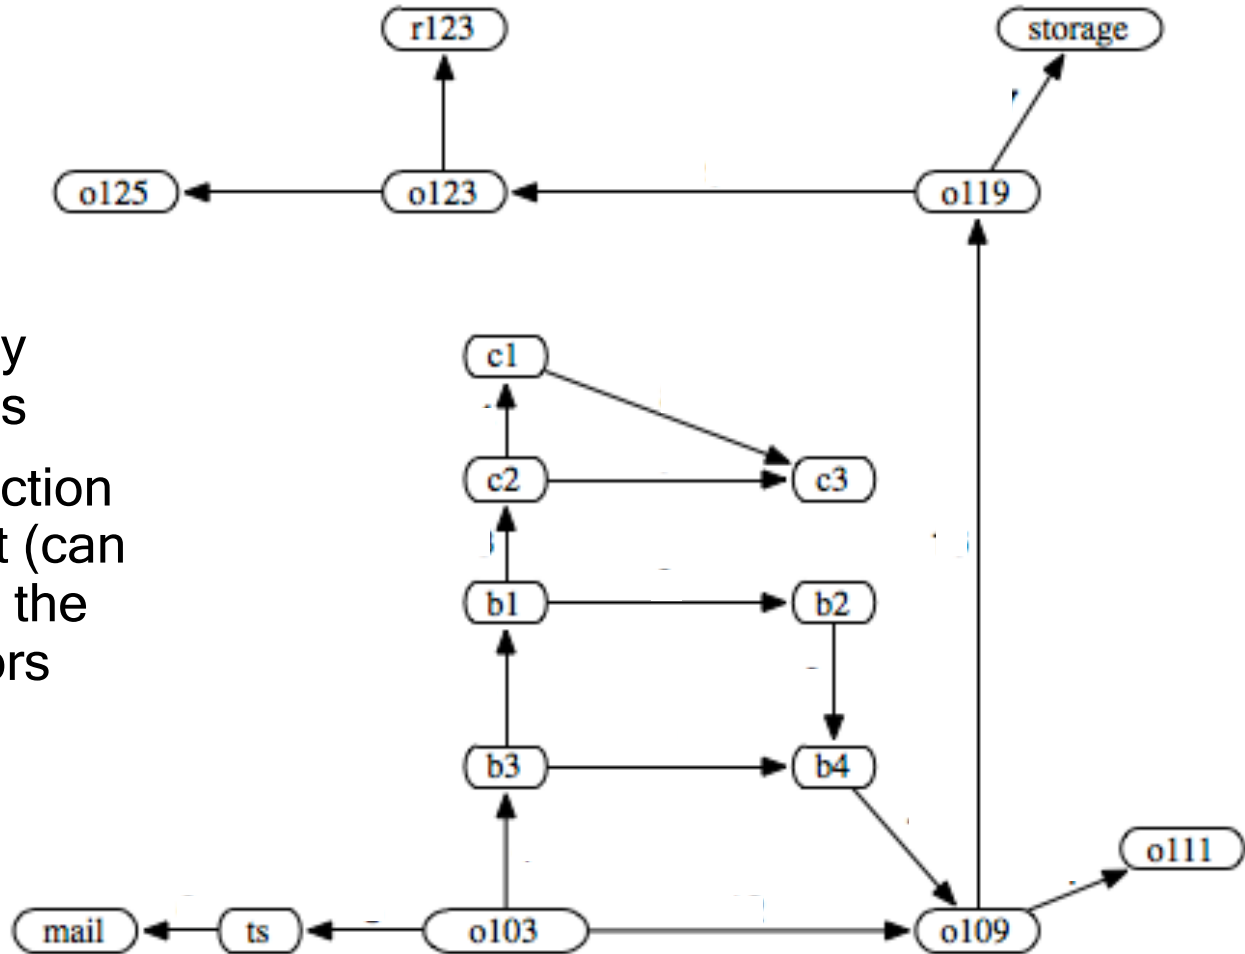 r123
storage
o125
o123
o119
y
s
c1
ction
c2
c3
t (can
the
b1
b2
ors
b3
b4
o111
mail
ts
o103
o109